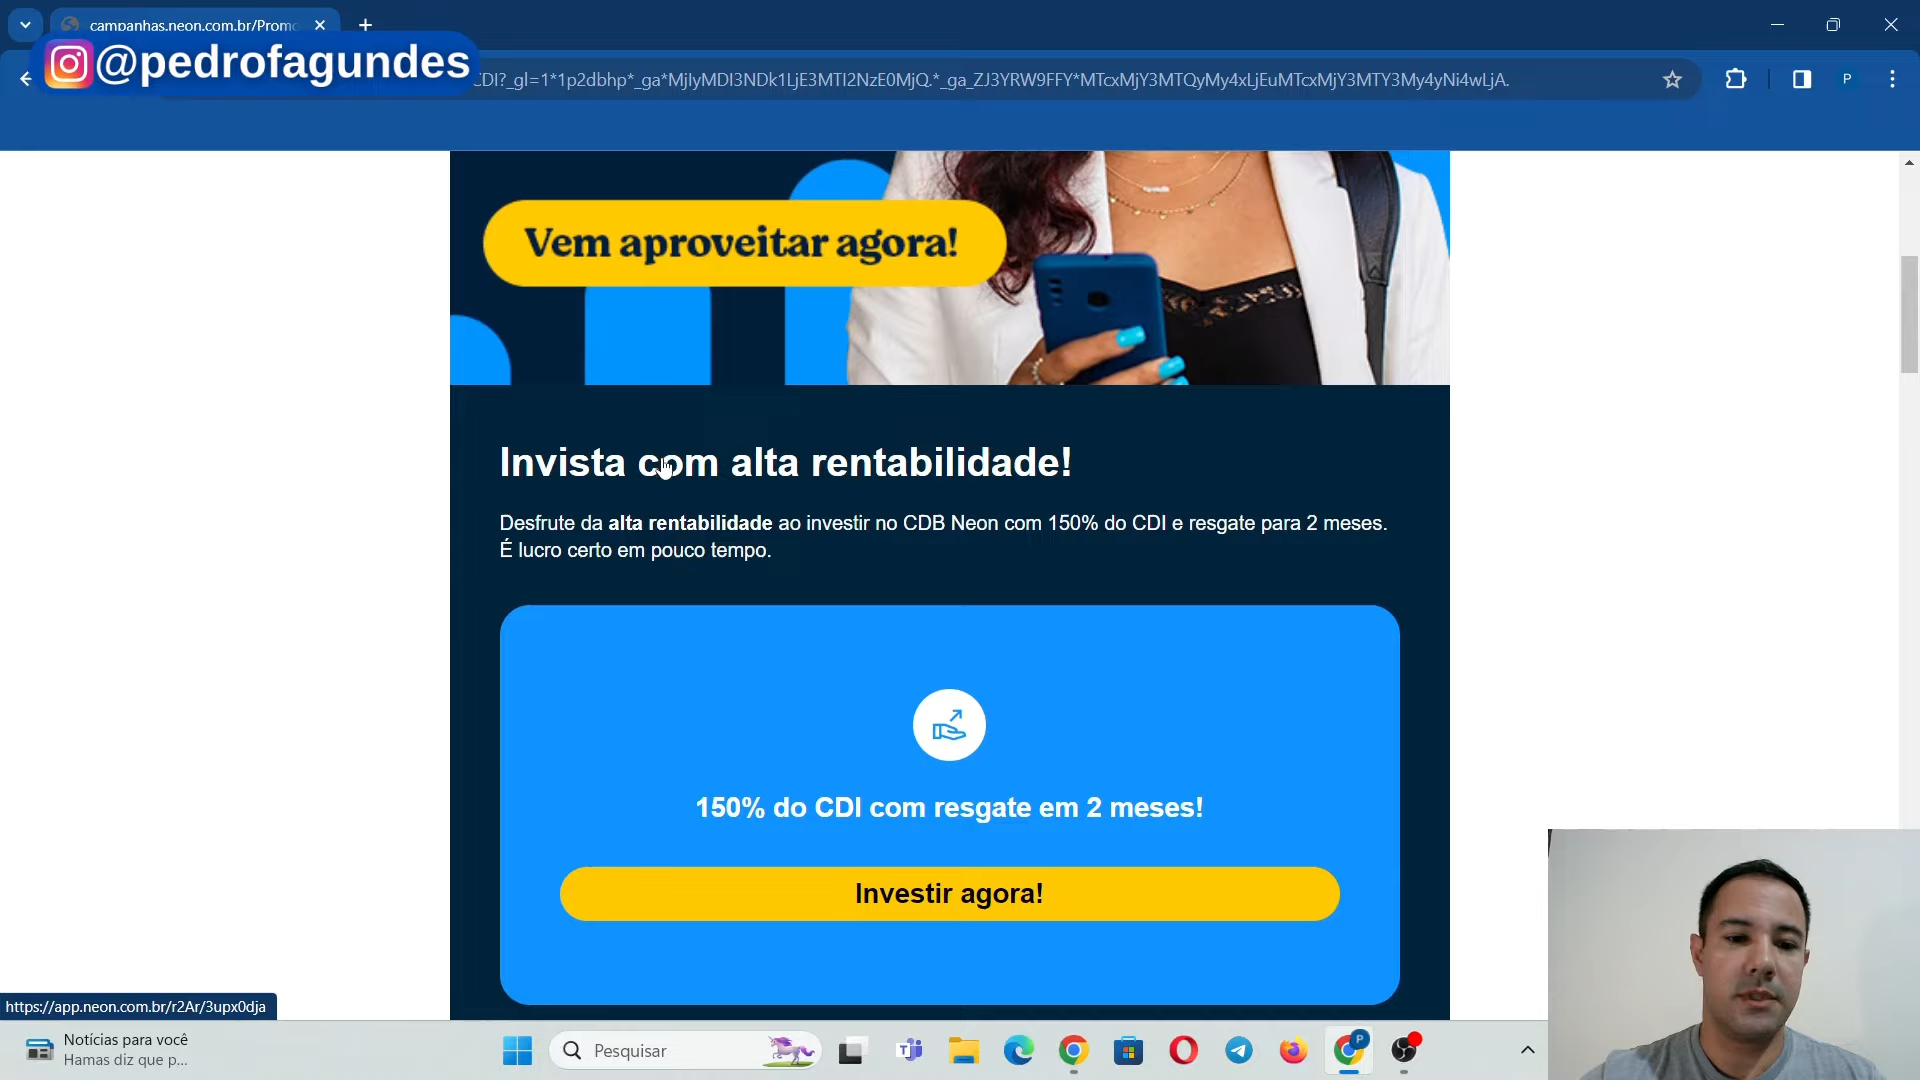 campanhas.neon.com.br/Promo
@pedrofagundes
CDI?_gl=1*1p2dbhp*_ga*MjIyMDI3NDk1LjE3MTI2NzE0MjQ.*_ga_ZJ3YRW9FFY*MTcxMjY3MTQyMy4xLjEuMTcxMjY3MTY3My4yNi4wLjA.
P
Vem aproveitar agora!
Invista com alta rentabilidade!
Desfrute da alta rentabilidade ao investir no CDB Neon com 150% do CDI e resgate para 2 meses.
É lucro certo em pouco tempo.
150% do CDI com resgate em 2 meses!
Investir agora!
https://app.neon.com.br/r2Ar/3upx0dja
Notícias para você
Hamas diz que p...
Pesquisar
P